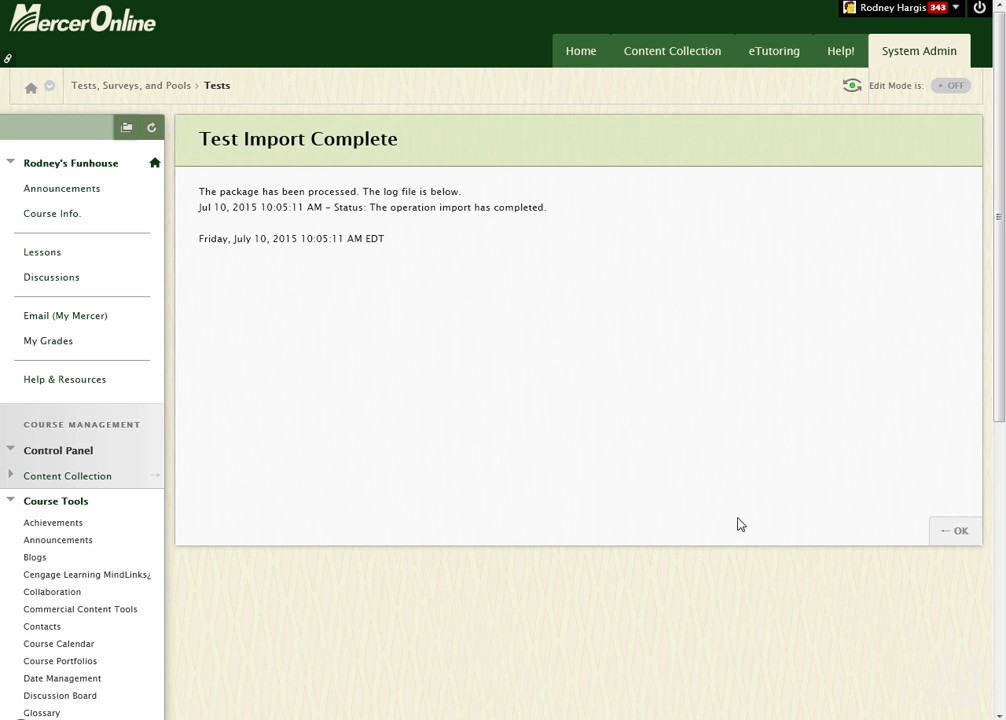 MercerOnline
Rodney Hargis 343
Home
Content Collection
eTutoring
Help!
System Admin
Tests, Surveys, and Pools > Tests
Edit Mode is: • OFF
Rodney's Funhouse
Announcements
Course Info.
Lessons
Discussions
Email (My Mercer)
My Grades
Help & Resources
COURSE MANAGEMENT
Control Panel
Content Collection
Course Tools
Achievements
Announcements
Blogs
Cengage Learning MindLinks¿
Collaboration
Commercial Content Tools
Contacts
Course Calendar
Course Portfolios
Date Management
Discussion Board
Glossary
Test Import Complete
The package has been processed. The log file is below.
Jul 10, 2015 10:05:11 AM - Status: The operation import has completed.
Friday, July 10, 2015 10:05:11 AM EDT
← OK